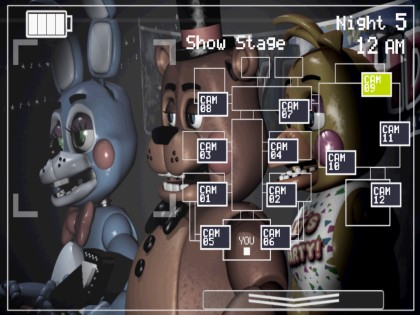 Night 5
12 AM
Show Stage
CAM 09
CAM 08
CAM 07
CAM 11
CAM 03
CAM 04
CAM 10
CAM 01
CAM 02
CAM 12
CAM 05
YOU
CAM 06
PARTY!